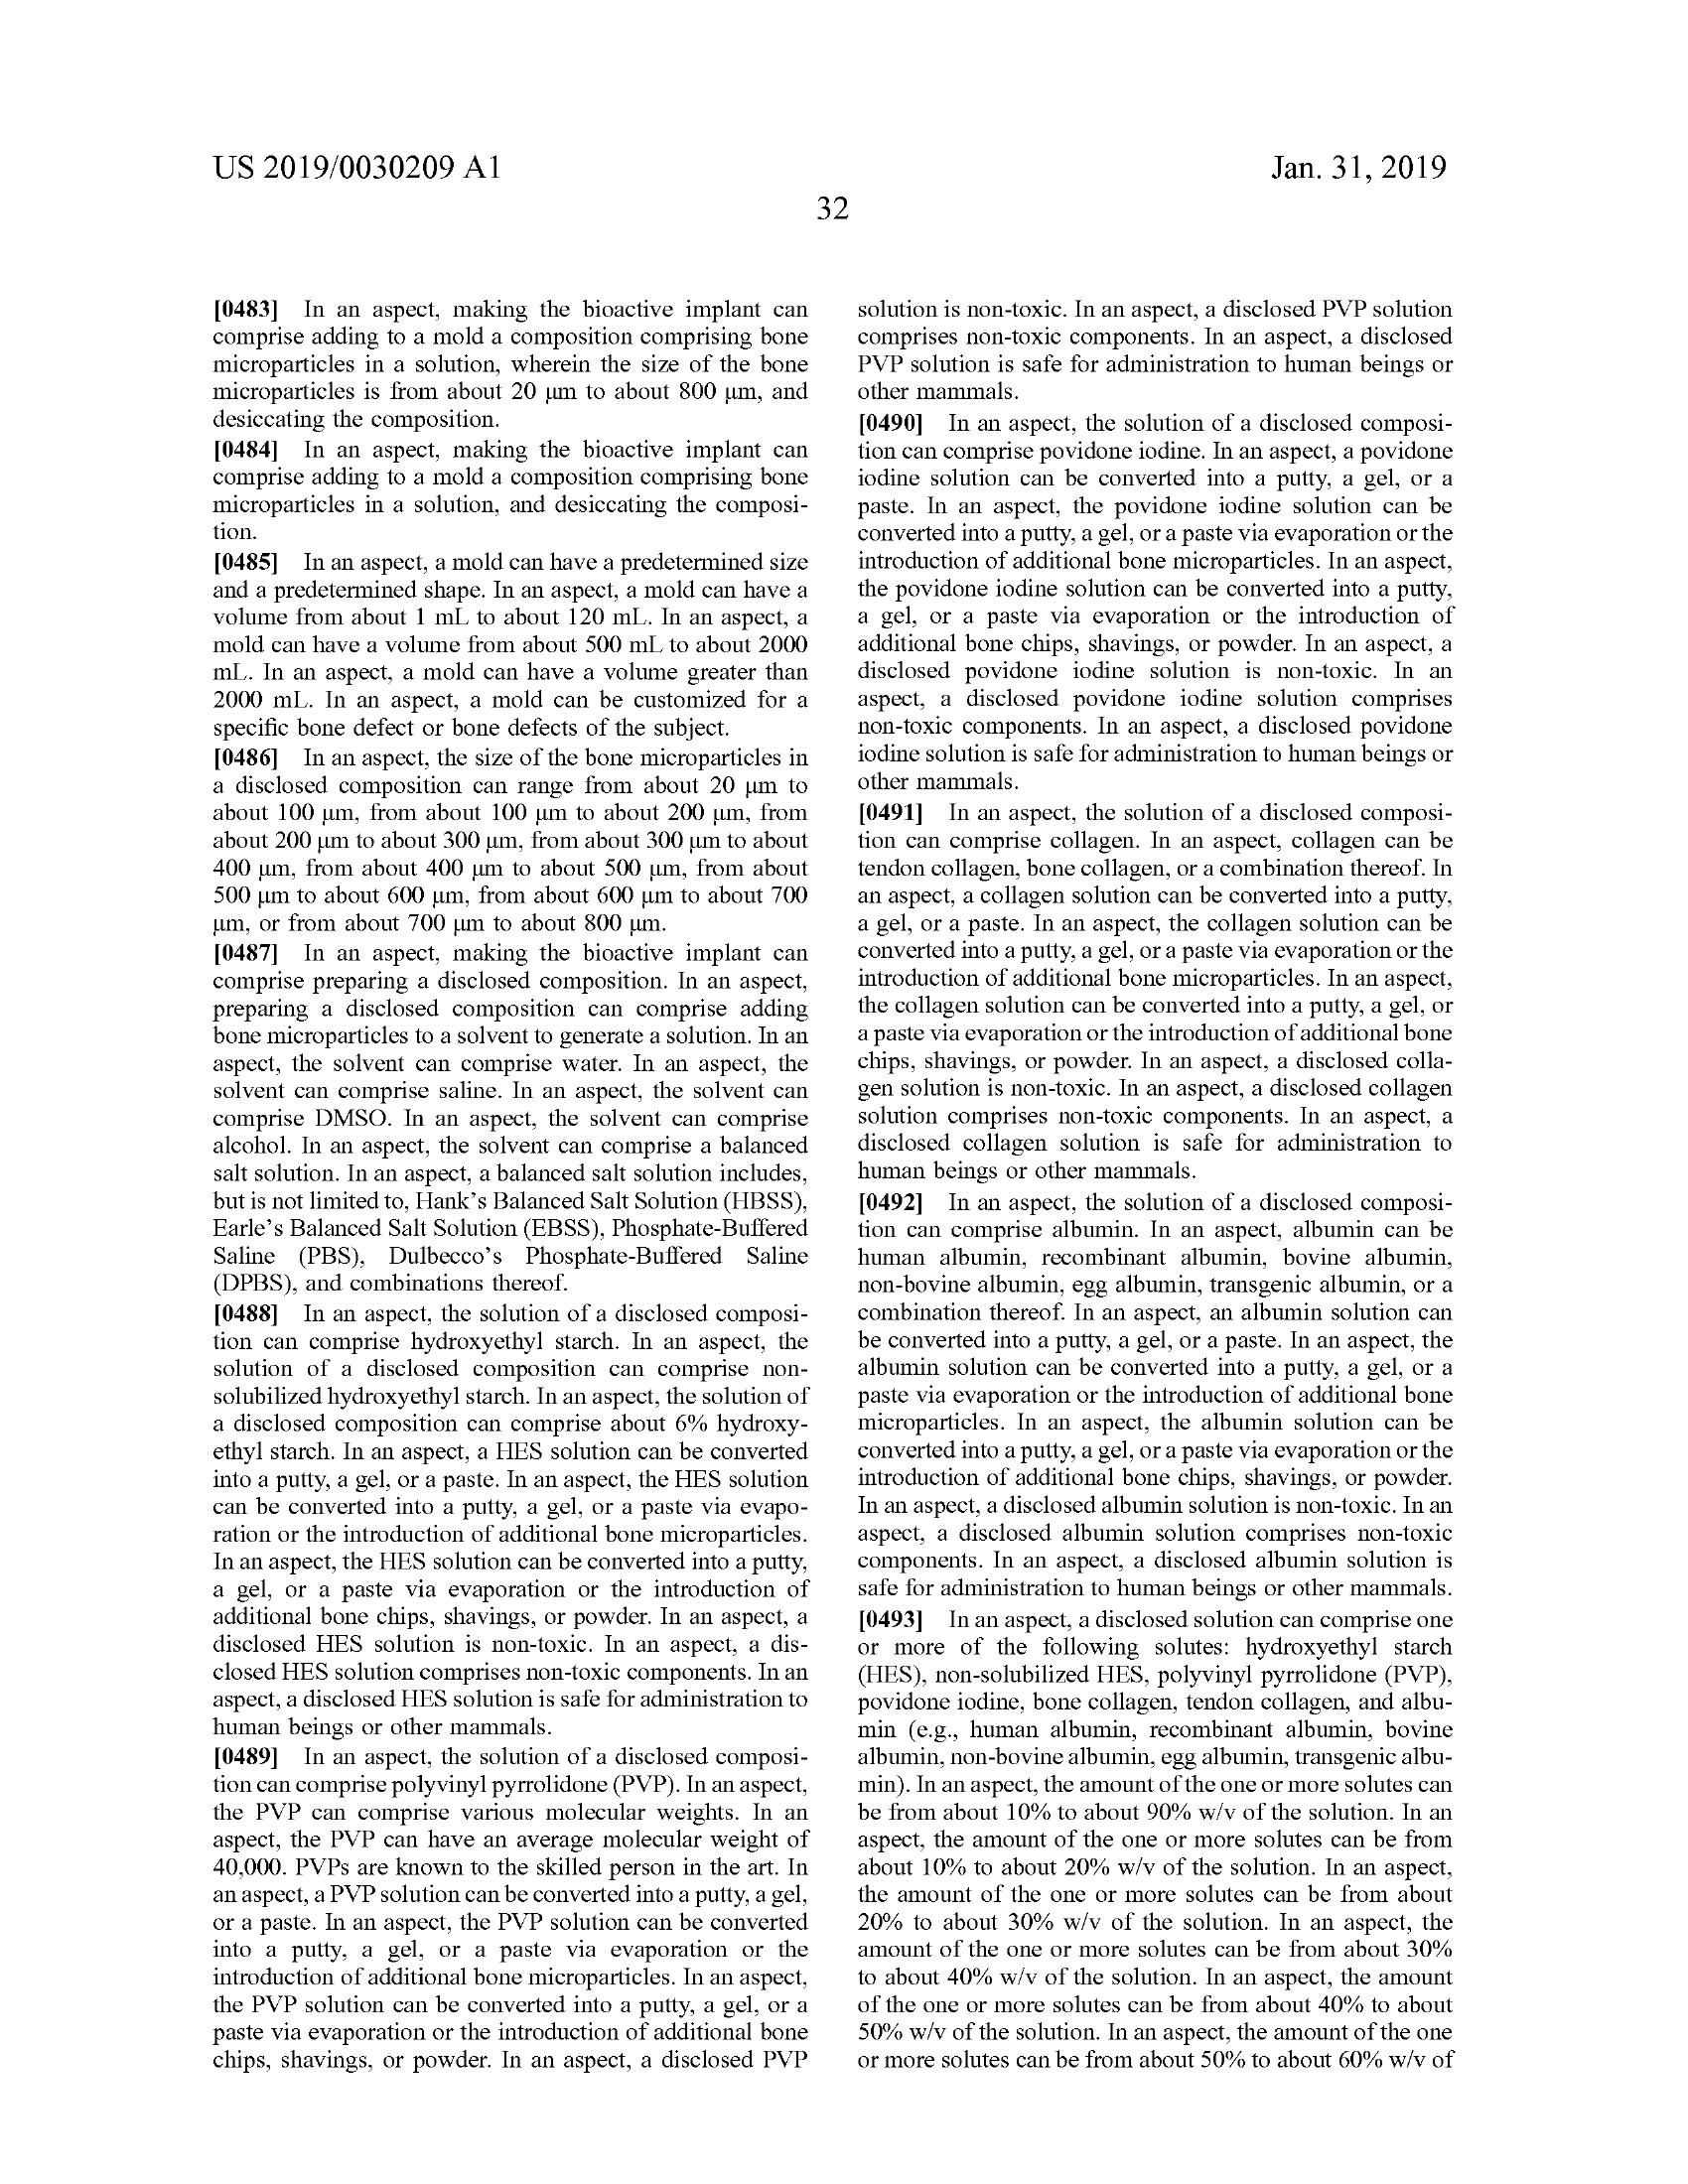 US 2019/0030209 A1
Jan. 31, 2019
32
[0483] In an aspect, making the bioactive implant can
comprise adding to a mold a composition comprising bone
microparticles in a solution, wherein the size of the bone
microparticles is from about 20 μm to about 800 μm, and
desiccating the composition.
[0484] In an aspect, making the bioactive implant can
comprise adding to a mold a composition comprising bone
microparticles in a solution, and desiccating the composi-
tion.
[0485] In an aspect, a mold can have a predetermined size
and a predetermined shape. In an aspect, a mold can have a
volume from about 1 mL to about 120 mL. In an aspect, a
mold can have a volume from about 500 mL to about 2000
mL. In an aspect, a mold can have a volume greater than
2000 mL. In an aspect, a mold can be customized for a
specific bone defect or bone defects of the subject.
[0486] In an aspect, the size of the bone microparticles in
a disclosed composition can range from about 20 μm to
about 100 μm, from about 100 μm to about 200 μm, from
about 200 μm to about 300 μm, from about 300 μm to about
400 μm, from about 400 μm to about 500 μm, from about
500 μm to about 600 μm, from about 600 μm to about 700
μm, or from about 700 μm to about 800 μm.
[0487] In an aspect, making the bioactive implant can
comprise preparing a disclosed composition. In an aspect,
preparing a disclosed composition can comprise adding
bone microparticles to a solvent to generate a solution. In an
aspect, the solvent can comprise water. In an aspect, the
solvent can comprise saline. In an aspect, the solvent can
comprise DMSO. In an aspect, the solvent can comprise
alcohol. In an aspect, the solvent can comprise a balanced
salt solution. In an aspect, a balanced salt solution includes,
but is not limited to, Hank's Balanced Salt Solution (HBSS),
Earle's Balanced Salt Solution (EBSS), Phosphate-Buffered
Saline (PBS), Dulbecco's Phosphate-Buffered Saline
(DPBS), and combinations thereof.
[0488] In an aspect, the solution of a disclosed composi-
tion can comprise hydroxyethyl starch. In an aspect, the
solution of a disclosed composition can comprise non-
solubilized hydroxyethyl starch. In an aspect, the solution of
a disclosed composition can comprise about 6% hydroxy-
ethyl starch. In an aspect, a HES solution can be converted
into a putty, a gel, or a paste. In an aspect, the HES solution
can be converted into a putty, a gel, or a paste via evapo-
ration or the introduction of additional bone microparticles.
In an aspect, the HES solution can be converted into a putty,
a gel, or a paste via evaporation or the introduction of
additional bone chips, shavings, or powder. In an aspect, a
disclosed HES solution is non-toxic. In an aspect, a dis-
closed HES solution comprises non-toxic components. In an
aspect, a disclosed HES solution is safe for administration to
human beings or other mammals.
[0489] In an aspect, the solution of a disclosed composi-
tion can comprise polyvinyl pyrrolidone (PVP). In an aspect,
the PVP can comprise various molecular weights. In an
aspect, the PVP can have an average molecular weight of
40,000. PVPs are known to the skilled person in the art. In
an aspect, a PVP solution can be converted into a putty, a gel,
or a paste. In an aspect, the PVP solution can be converted
into a putty, a gel, or a paste via evaporation or the
introduction of additional bone microparticles. In an aspect,
the PVP solution can be converted into a putty, a gel, or a
paste via evaporation or the introduction of additional bone
chips, shavings, or powder. In an aspect, a disclosed PVP
solution is non-toxic. In an aspect, a disclosed PVP solution
comprises non-toxic components. In an aspect, a disclosed
PVP solution is safe for administration to human beings or
other mammals.
[0490] In an aspect, the solution of a disclosed composi-
tion can comprise povidone iodine. In an aspect, a povidone
iodine solution can be converted into a putty, a gel, or a
paste. In an aspect, the povidone iodine solution can be
converted into a putty, a gel, or a paste via evaporation or the
introduction of additional bone microparticles. In an aspect,
the povidone iodine solution can be converted into a putty,
a gel, or a paste via evaporation or the introduction of
additional bone chips, shavings, or powder. In an aspect, a
disclosed povidone iodine solution is non-toxic. In an
aspect, a disclosed povidone iodine solution comprises
non-toxic components. In an aspect, a disclosed povidone
iodine solution is safe for administration to human beings or
other mammals.
[0491] In an aspect, the solution of a disclosed composi-
tion can comprise collagen. In an aspect, collagen can be
tendon collagen, bone collagen, or a combination thereof. In
an aspect, a collagen solution can be converted into a putty,
a gel, or a paste. In an aspect, the collagen solution can be
converted into a putty, a gel, or a paste via evaporation or the
introduction of additional bone microparticles. In an aspect,
the collagen solution can be converted into a putty, a gel, or
a paste via evaporation or the introduction of additional bone
chips, shavings, or powder. In an aspect, a disclosed colla-
gen solution is non-toxic. In an aspect, a disclosed collagen
solution comprises non-toxic components. In an aspect, a
disclosed collagen solution is safe for administration to
human beings or other mammals.
[0492] In an aspect, the solution of a disclosed composi-
tion can comprise albumin. In an aspect, albumin can be
human albumin, recombinant albumin, bovine albumin,
non-bovine albumin, egg albumin, transgenic albumin, or a
combination thereof. In an aspect, an albumin solution can
be converted into a putty, a gel, or a paste. In an aspect, the
albumin solution can be converted into a putty, a gel, or a
paste via evaporation or the introduction of additional bone
microparticles. In an aspect, the albumin solution can be
converted into a putty, a gel, or a paste via evaporation or the
introduction of additional bone chips, shavings, or powder.
In an aspect, a disclosed albumin solution is non-toxic. In an
aspect, a disclosed albumin solution comprises non-toxic
components. In an aspect, a disclosed albumin solution is
safe for administration to human beings or other mammals.
[0493] In an aspect, a disclosed solution can comprise one
or more of the following solutes: hydroxyethyl starch
(HES), non-solubilized HES, polyvinyl pyrrolidone (PVP),
povidone iodine, bone collagen, tendon collagen, and albu-
min (e.g., human albumin, recombinant albumin, bovine
albumin, non-bovine albumin, egg albumin, transgenic albu-
min). In an aspect, the amount of the one or more solutes can
be from about 10% to about 90% w/v of the solution. In an
aspect, the amount of the one or more solutes can be from
about 10% to about 20% w/v of the solution. In an aspect,
the amount of the one or more solutes can be from about
20% to about 30% w/v of the solution. In an aspect, the
amount of the one or more solutes can be from about 30%
to about 40% w/v of the solution. In an aspect, the amount
of the one or more solutes can be from about 40% to about
50% w/v of the solution. In an aspect, the amount of the one
or more solutes can be from about 50% to about 60% w/v of